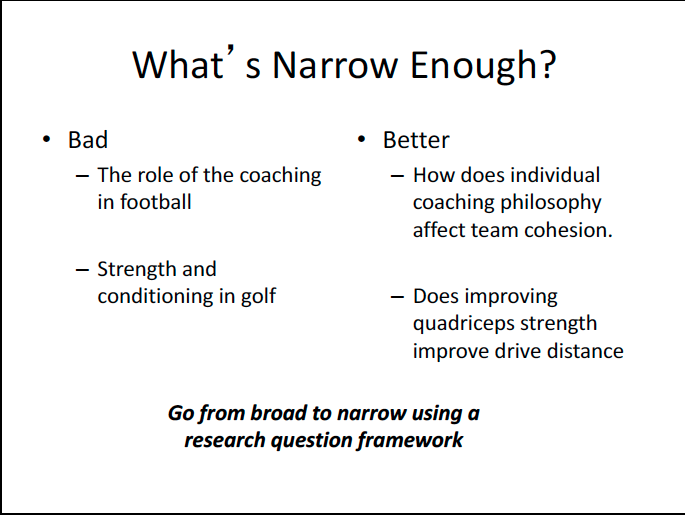 What’s Narrow Enough?
• Bad
– The role of the coaching
in football
– Strength and
conditioning in golf
• Better
– How does individual
coaching philosophy
affect team cohesion.
– Does improving
quadriceps strength
improve drive distance
Go from broad to narrow using a
research question framework